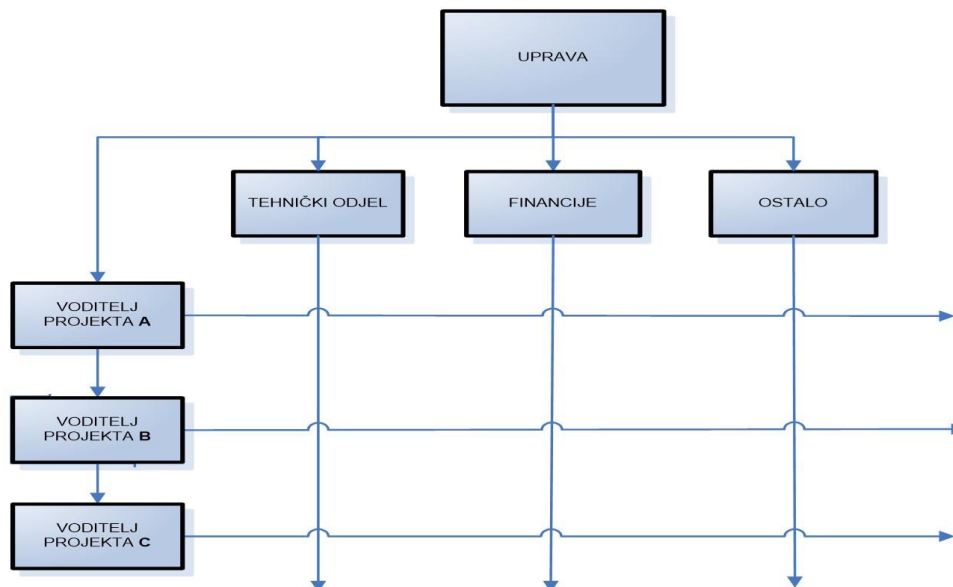 UPRAVA
TEHNIČKI ODJEL
FINANCIJE
OSTALO
VODITELJ
PROJEKTA A
VODITELJ
PROJEKTA B
VODITELJ
PROJEKTA C